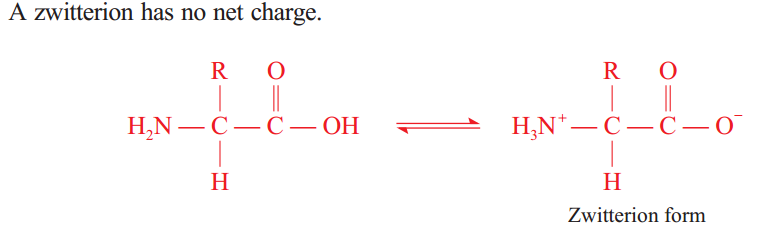 A zwitterion has no net charge.
R O R O
H₂N — C — C — OH ⇌ H₃N⁺ — C — C — O⁻
H H
Zwitterion form